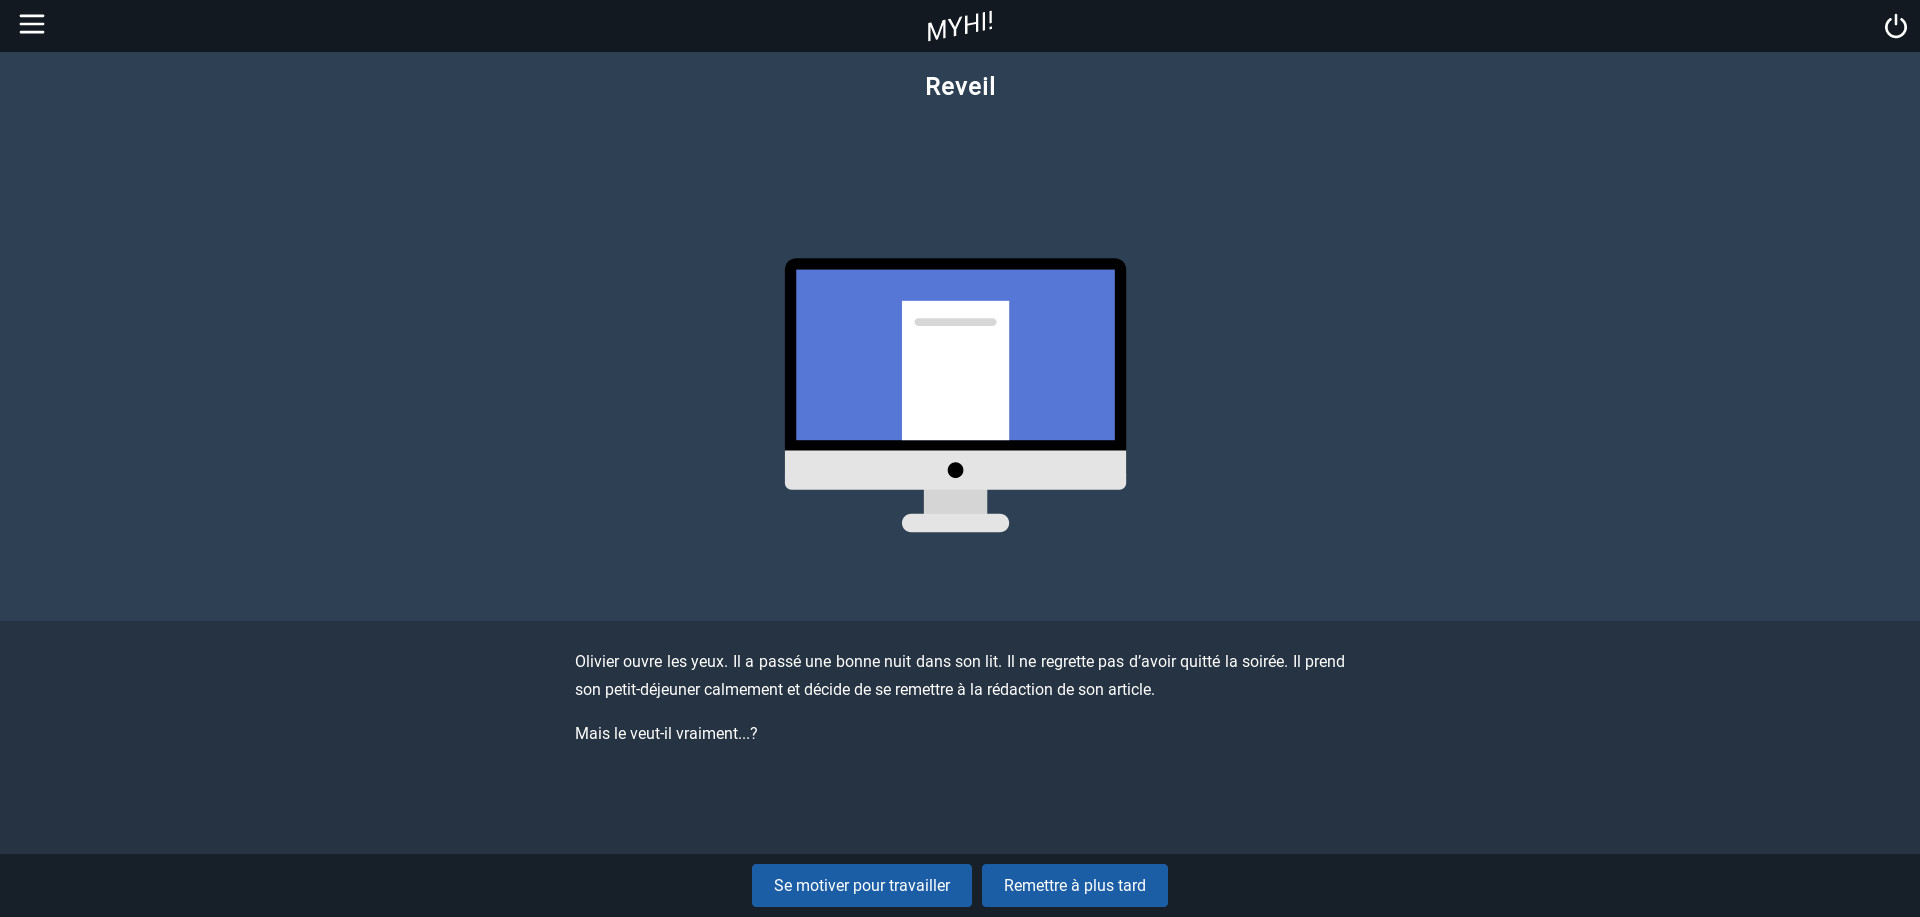 MYHI!
Reveil
Olivier ouvre les yeux. Il a passé une bonne nuit dans son lit. Il ne regrette pas d’avoir quitté la soirée. Il prend
son petit-déjeuner calmement et décide de se remettre à la rédaction de son article.
Mais le veut-il vraiment...?
Se motiver pour travailler
Remettre à plus tard